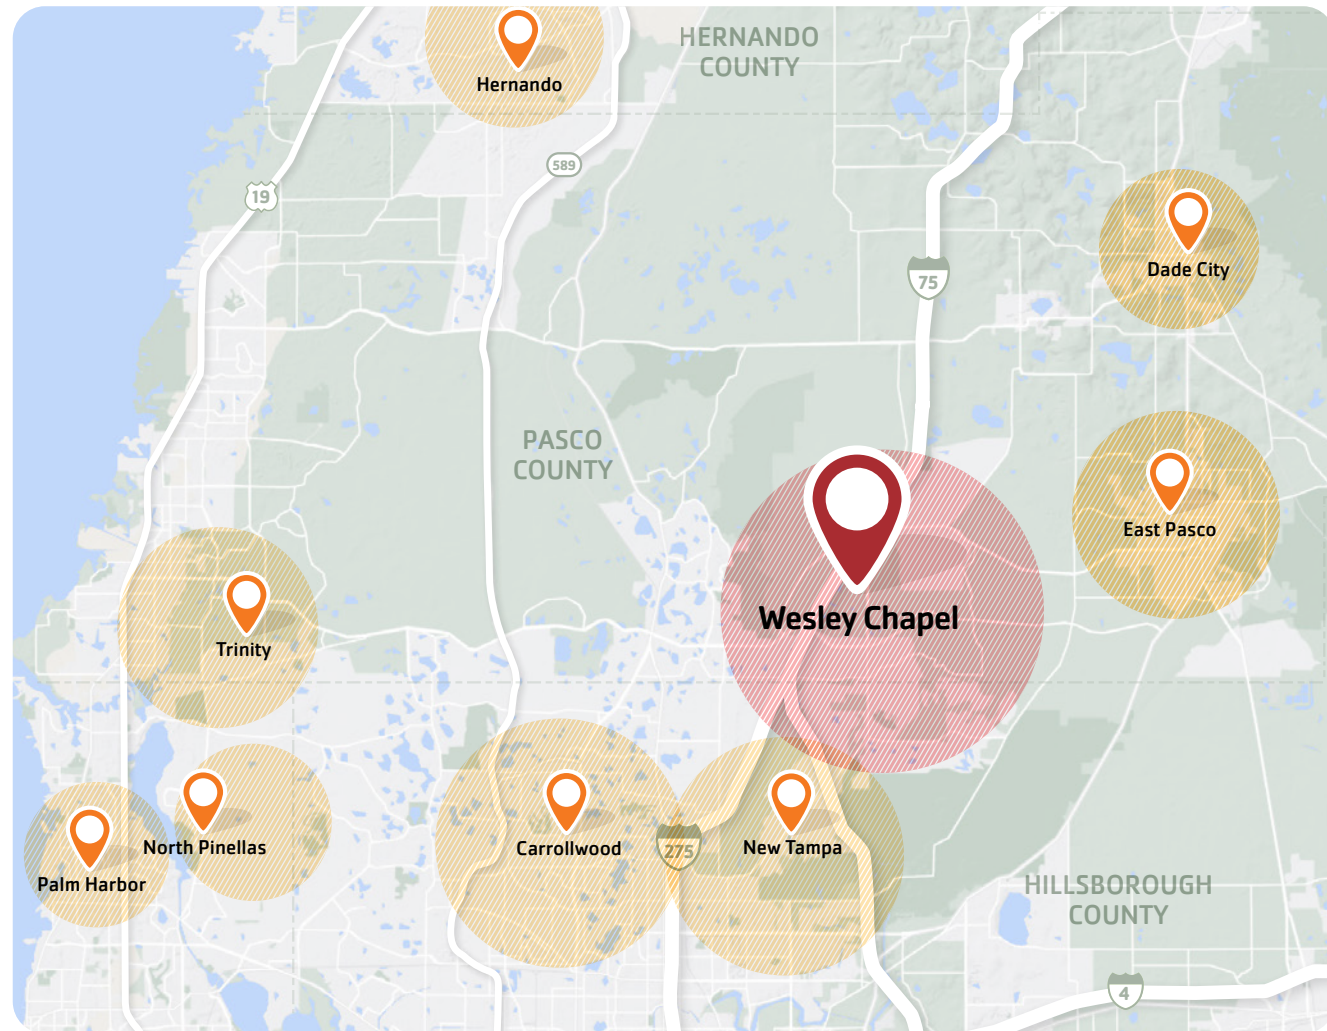 HERNANDO
COUNTY
Hernando
589
19
Dade City
75
PASCO
COUNTY
East Pasco
Wesley Chapel
Trinity
North Pinellas
Carrollwood
275
New Tampa
Palm Harbor
HILLSBOROUGH
COUNTY
4